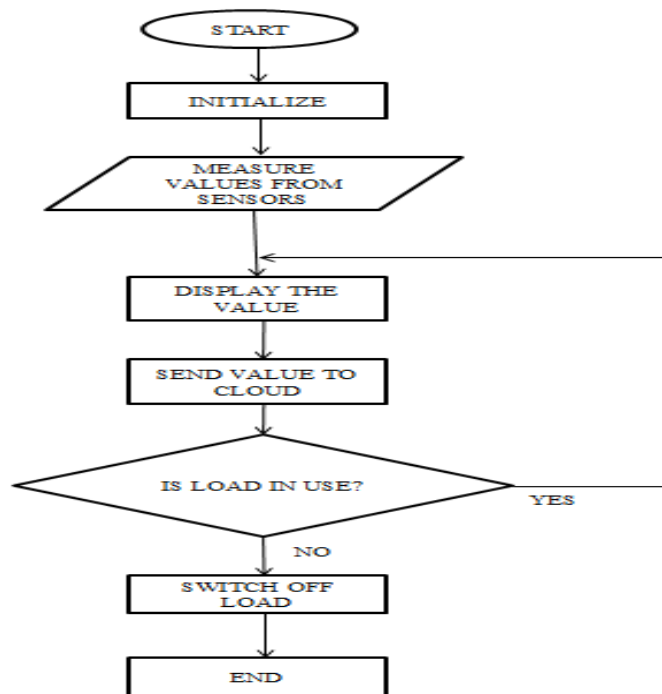 START
INITIALIZE
MEASURE
VALUES FROM
SENSORS
DISPLAY THE
VALUE
SEND VALUE TO
CLOUD
IS LOAD IN USE?
YES
NO
SWITCH OFF
LOAD
END